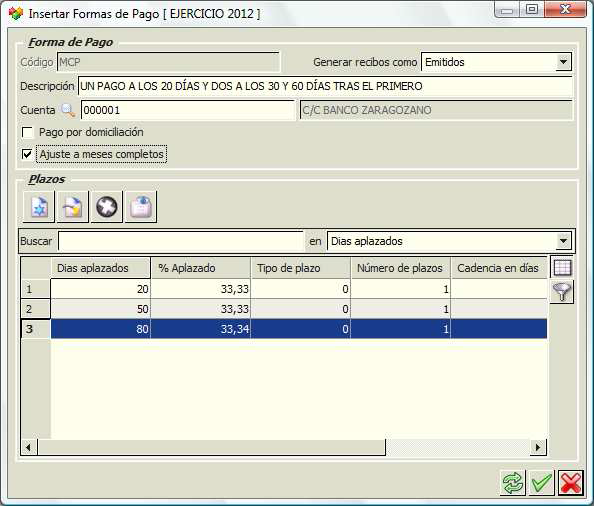 Insertar Formas de Pago [ EJERCICIO 2012 ]
Forma de Pago
Código MCP Generar recibos como Emitidos
Descripción UN PAGO A LOS 20 DÍAS Y DOS A LOS 30 Y 60 DÍAS TRAS EL PRIMERO
Cuenta 000001 C/C BANCO ZARAGOZANO
Pago por domiciliación
Ajuste a meses completos
Plazos
Buscar en Dias aplazados
Dias aplazados % Aplazado Tipo de plazo Número de plazos Cadencia en días
1 20 33,33 0 1
2 50 33,33 0 1
3 80 33,34 0 1